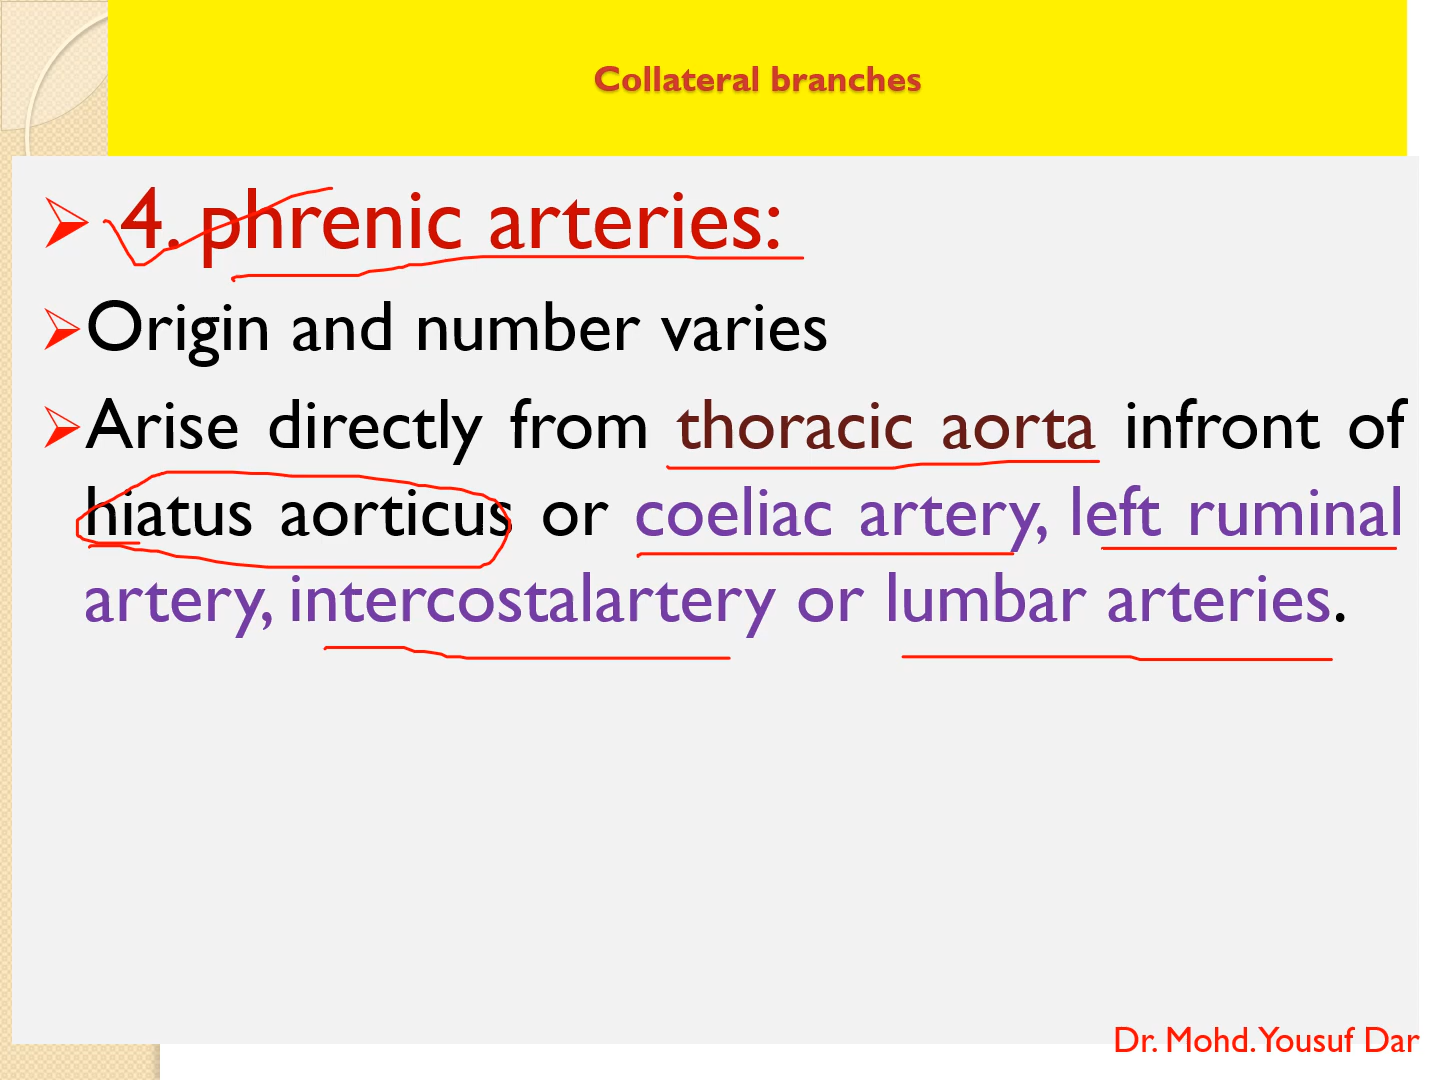 Collateral branches
4. phrenic arteries:
Origin and number varies
Arise directly from thoracic aorta infront of
hiatus aorticus or coeliac artery, left ruminal
artery, intercostalartery or lumbar arteries.
Dr. Mohd. Yousuf Dar